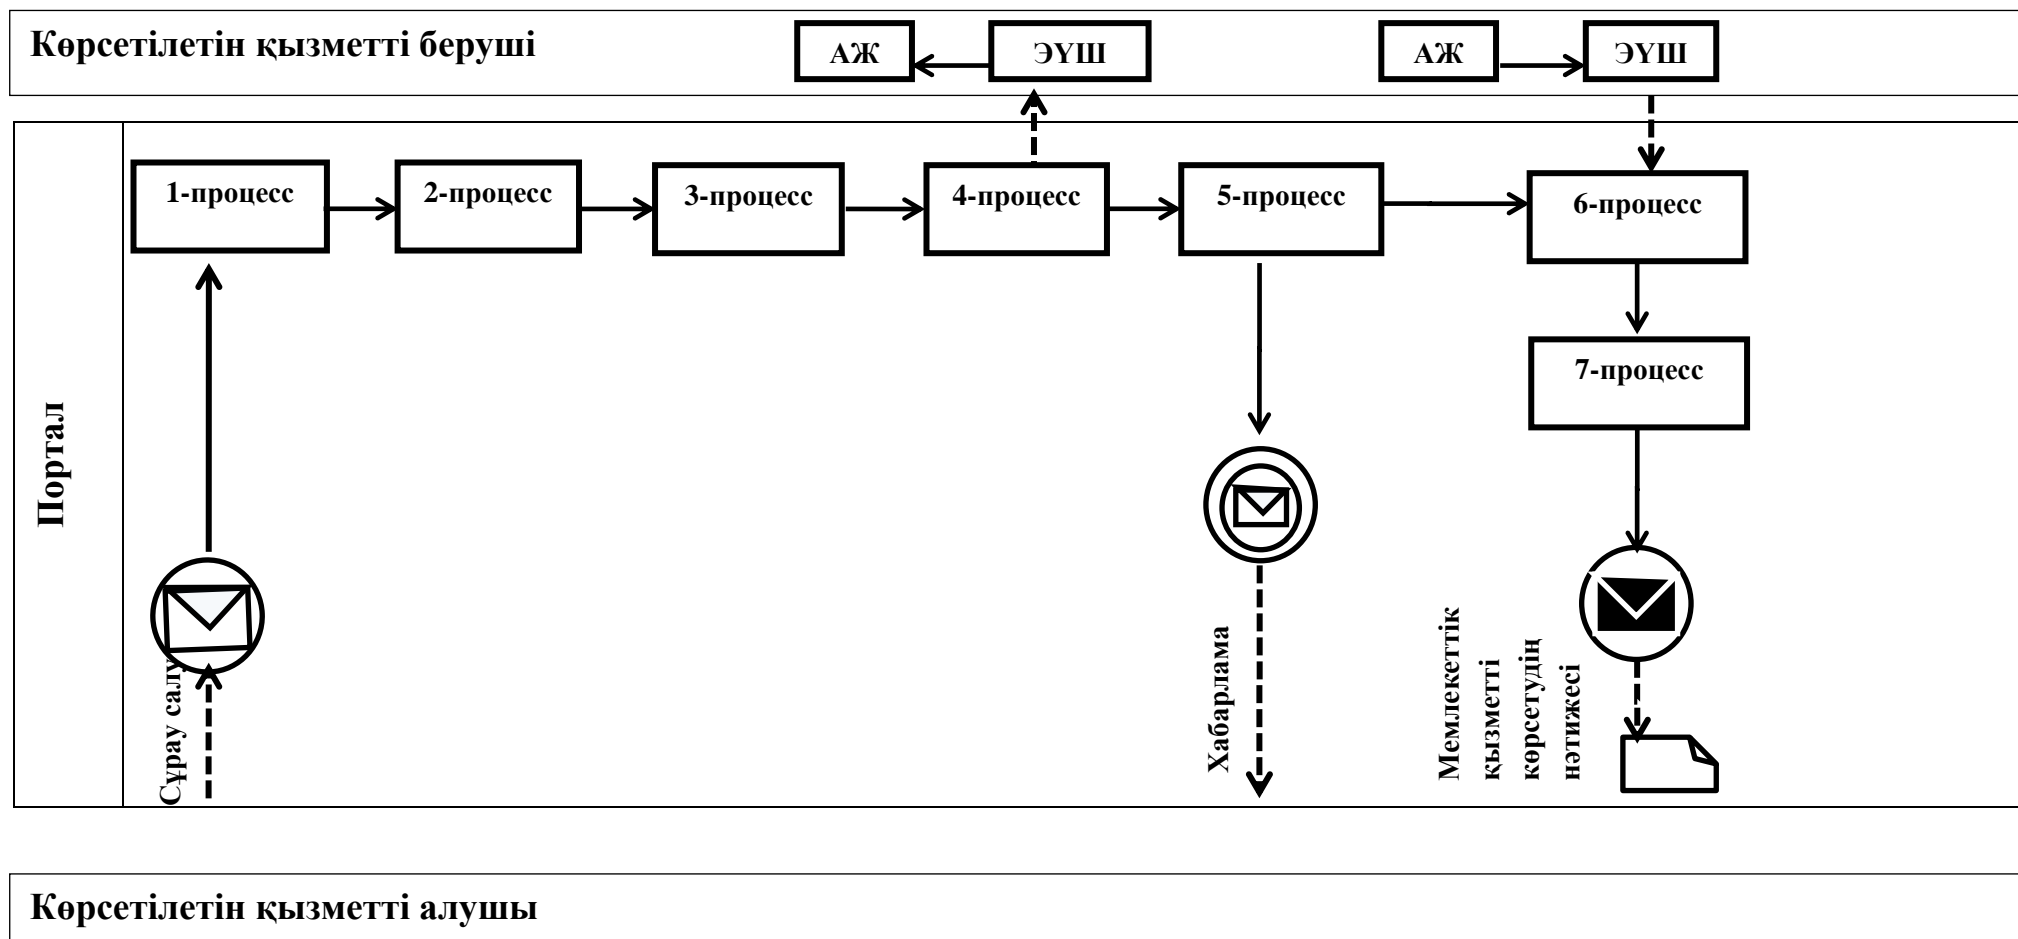 Көрсетілетін қызметті беруші
АЖ
ЭҮШ
АЖ
ЭҮШ
Портал
1-процесс
2-процесс
3-процесс
4-процесс
5-процесс
6-процесс
7-процесс
Сұрау салу
Хабарлама
Мемлекеттік
қызметті
көрсетудің
нәтижесі
Көрсетілетін қызметті алушы